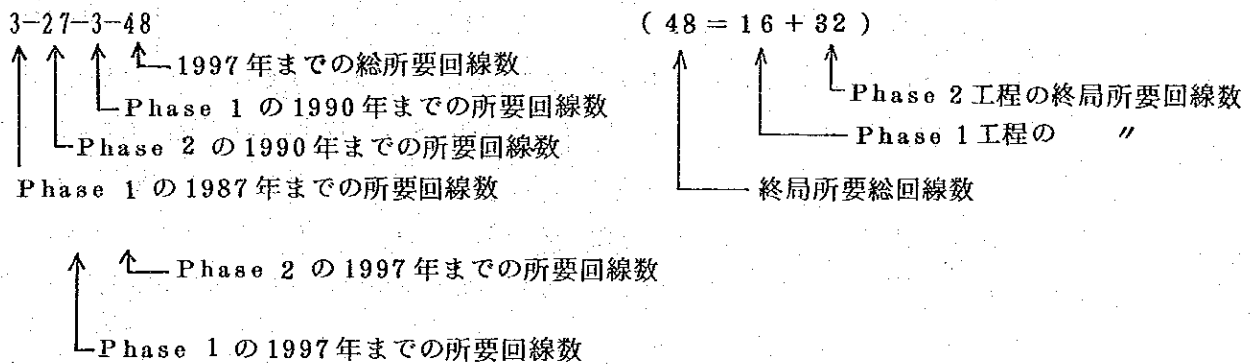 3-27-3-48 (48=16+32)
1997年までの総所要回線数
Phase 2工程の終局所要回線数
Phase 1 の1990年までの所要回線数
Phase 1工程の 〃
Phase 2 の1990年までの所要回線数
Phase 1 の1987年までの所要回線数
終局所要総回線数
Phase 2 の1997年までの所要回線数
Phase 1 の1997年までの所要回線数